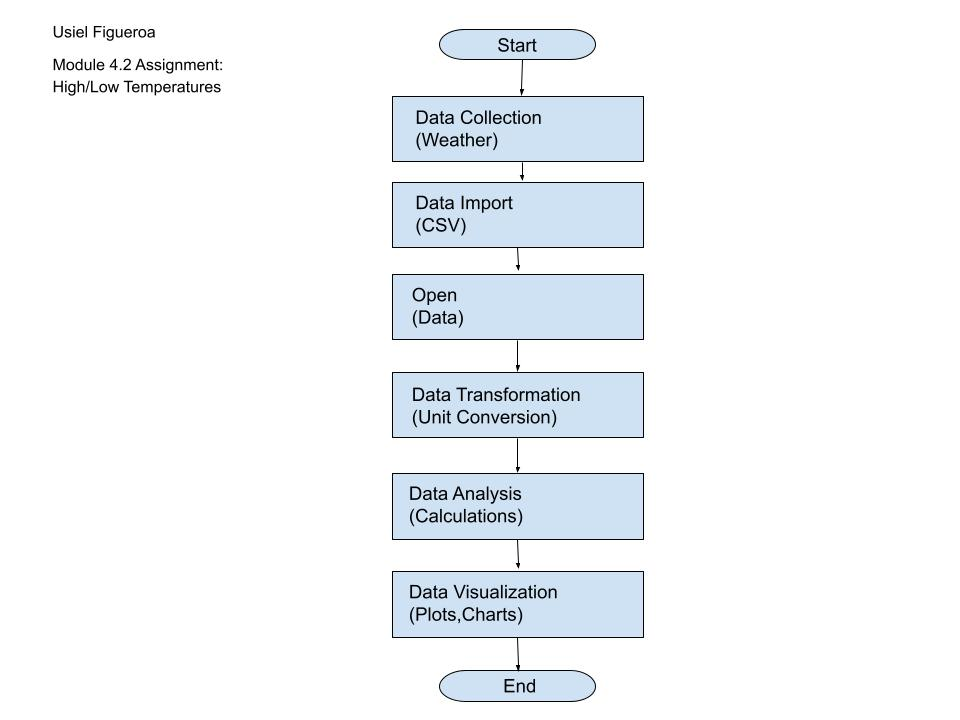 Usiel Figueroa
Module 4.2 Assignment:
High/Low Temperatures
Start
Data Collection
(Weather)
Data Import
(CSV)
Open
(Data)
Data Transformation
(Unit Conversion)
Data Analysis
(Calculations)
Data Visualization
(Plots,Charts)
End